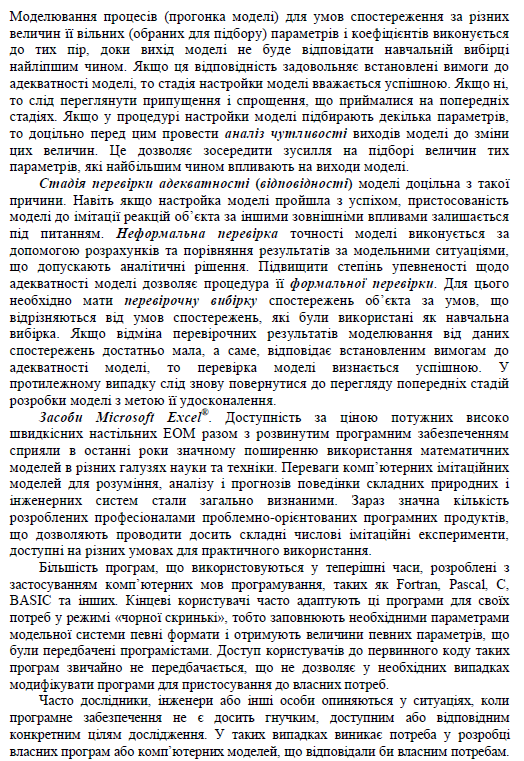 Моделювання процесів (прогонка моделі) для умов спостереження за різних
величин її вільних (обраних для підбору) параметрів і коефіцієнтів виконується
до тих пір, доки вихід моделі не буде відповідати навчальній вибірці
найліпшим чином. Якщо ця відповідність задовольняє встановлені вимоги до
адекватності моделі, то стадія настройки моделі вважається успішною. Якщо ні,
то слід переглянути припущення і спрощення, що приймалися на попередніх
стадіях. Якщо у процедурі настройки моделі підбирають декілька параметрів,
то доцільно перед цим провести аналіз чутливості виходів моделі до зміни
цих величин. Це дозволяє зосередити зусилля на підборі величин тих
параметрів, які найбільшим чином впливають на виходи моделі.
Стадія перевірки адекватності (відповідності) моделі доцільна з такої
причини. Навіть якщо настройка моделі пройшла з успіхом, пристосованість
моделі до імітації реакцій об’єкта за іншими зовнішніми впливами залишається
під питанням. Неформальна перевірка точності моделі виконується за
допомогою розрахунків та порівняння результатів за модельними ситуаціями,
що допускають аналітичні рішення. Підвищити степінь упевненості щодо
адекватності моделі дозволяє процедура її формальної перевірки. Для цього
необхідно мати перевірочну вибірку спостережень об’єкта за умов, що
відрізняються від умов спостережень, які були використані як навчальна
вибірка. Якщо відміна перевірочних результатів моделювання від даних
спостережень достатньо мала, а саме, відповідає встановленим вимогам до
адекватності моделі, то перевірка моделі визнається успішною. У
протилежному випадку слід знову повернутися до перегляду попередніх стадій
розробки моделі з метою її удосконалення.
Засоби Microsoft Excel®. Доступність за ціною потужних високо
швидкісних настільних ЕОМ разом з розвинутим програмним забезпеченням
сприяли в останні роки значному поширенню використання математичних
моделей в різних галузях науки та техніки. Переваги комп’ютерних імітаційних
моделей для розуміння, аналізу і прогнозів поведінки складних природних і
інженерних систем стали загально визнаними. Зараз значна кількість
розроблених професіоналами проблемно-орієнтованих програмних продуктів,
що дозволяють проводити досить складні числові імітаційні експерименти,
доступні на різних умовах для практичного використання.
Більшість програм, що використовуються у теперішні часи, розроблені з
застосуванням комп’ютерних мов програмування, таких як Fortran, Pascal, C,
BASIC та інших. Кінцеві користувачі часто адаптують ці програми для своїх
потреб у режимі «чорної скриньки», тобто заповнюють необхідними параметрами
модельної системи певні формати і отримують величини певних параметрів, що
були передбачені програмістами. Доступ користувачів до первинного коду таких
програм звичайно не передбачається, що не дозволяє у необхідних випадках
модифікувати програми для пристосування до власних потреб.
Часто дослідники, інженери або інші особи опиняються у ситуаціях, коли
програмне забезпечення не є досить гнучким, доступним або відповідним
конкретним цілям дослідження. У таких випадках виникає потреба у розробці
власних програм або комп’ютерних моделей, що відповідали би власним потребам.